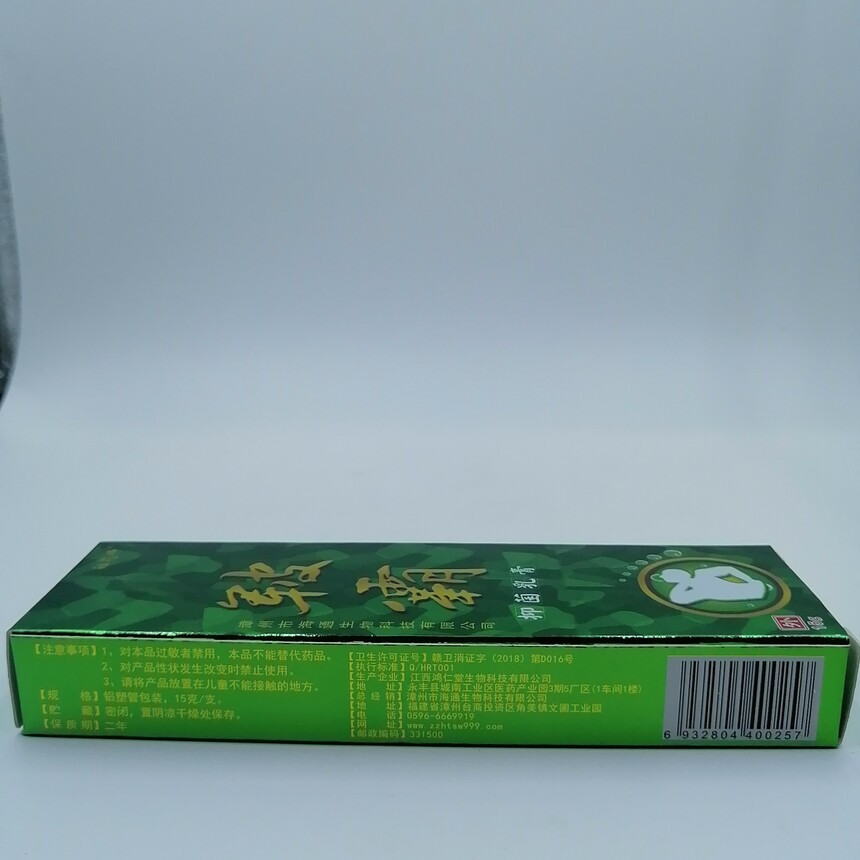 抑菌乳膏
漳州市海通生物科技有限公司
外
【注意事项】1、对本品过敏者禁用，本品不能替代药品。
2、对产品性状发生改变时禁止使用。
3、请将产品放置在儿童不能接触的地方。
【规 格】铝塑管包装，15克/支。
【贮 藏】密闭，置阴凉干燥处保存。
【保质期】二年
【卫生许可证号】赣卫消证字（2018）第D016号
【执行标准】Q/HRT001
【生产企业】江西鸿仁堂生物科技有限公司
【地 址】永丰县城南工业区医药产业园3期5厂区(1车间1楼)
【总 经 销】漳州市海通生物科技有限公司
【地 址】福建省漳州台商投资区角美镇文圃工业园
【电 话】0596-6669919
【网 址】www.zzhtsw999.com
【邮政编码】331500
6 932804 400257